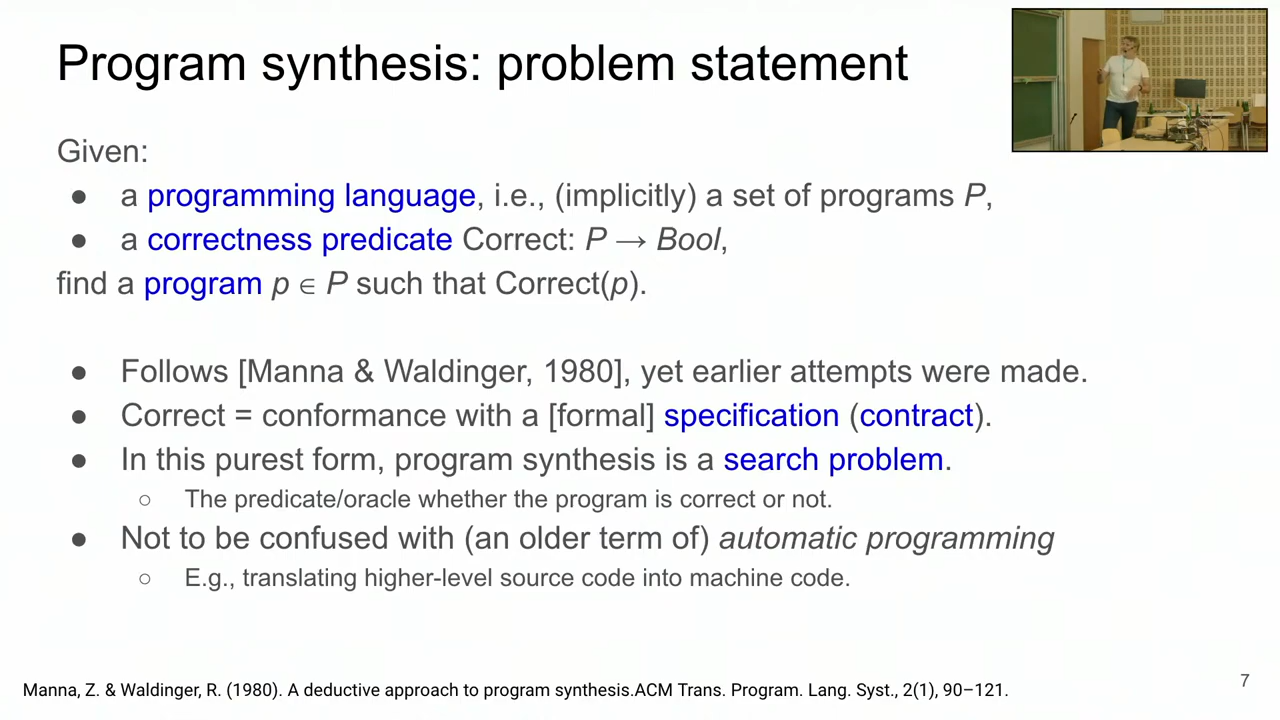 Program synthesis: problem statement
Given:
● a programming language, i.e., (implicitly) a set of programs P,
● a correctness predicate Correct: P → Bool,
find a program p ∈ P such that Correct(p).
● Follows [Manna & Waldinger, 1980], yet earlier attempts were made.
● Correct = conformance with a [formal] specification (contract).
● In this purest form, program synthesis is a search problem.
○ The predicate/oracle whether the program is correct or not.
● Not to be confused with (an older term of) automatic programming
○ E.g., translating higher-level source code into machine code.
Manna, Z. & Waldinger, R. (1980). A deductive approach to program synthesis.ACM Trans. Program. Lang. Syst., 2(1), 90–121.
7